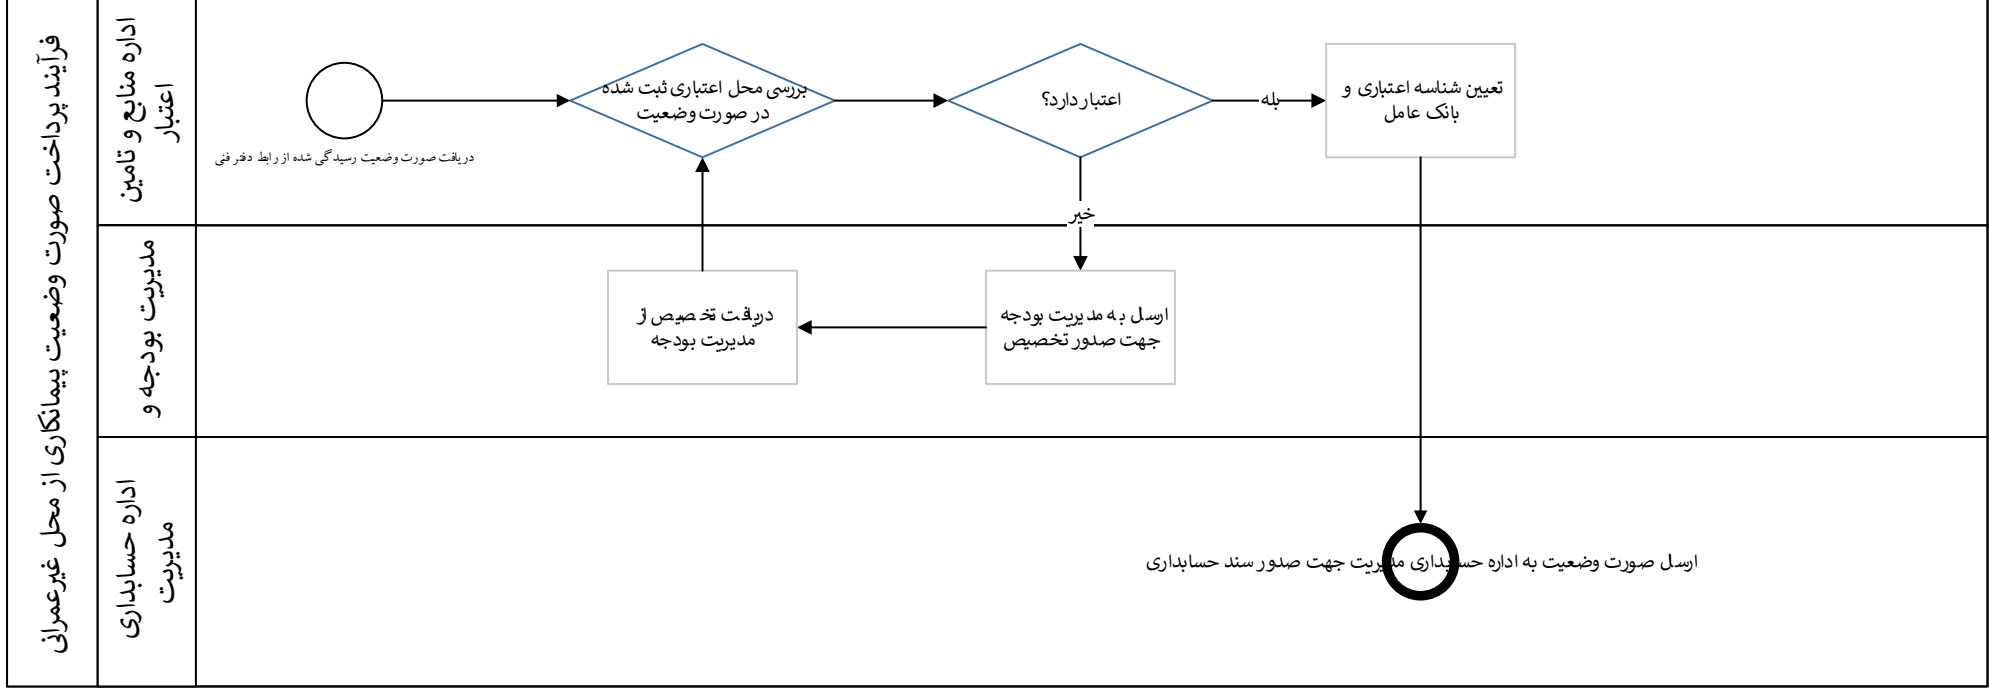 فرآیند پرداخت صورت وضعیت پیمانکاری از محل غیرعمرانی
اداره منابع و تامین
اعتبار
دریافت صورت وضعیت رسیدگی شده از رابط دفتر فنی
بررسی محل اعتباری ثبت شده
در صورت وضعیت
اعتبار دارد؟
بله
تعیین شناسه اعتباری و
بانک عامل
خیر
مدیریت بودجه و
ارسال به مدیریت بودجه
جهت صدور تخصیص
دریافت تخصیص از
مدیریت بودجه
اداره حسابداری
مدیریت
ارسال صورت وضعیت به اداره حسابداری مدیریت جهت صدور سند حسابداری